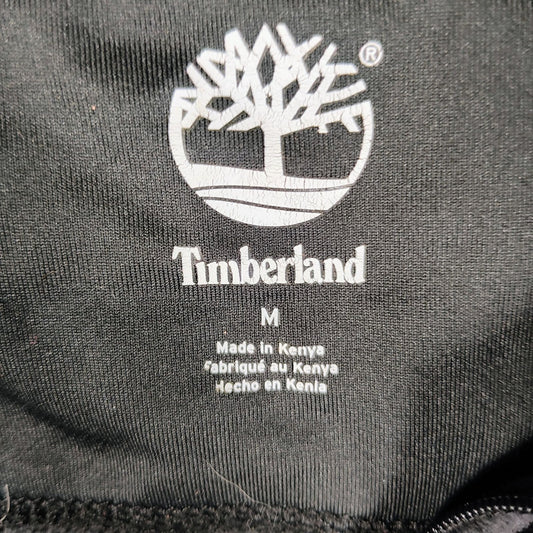 ®
Timberland
M
Made in Kenya
Fabriqué au Kenya
Hecho en Kenia